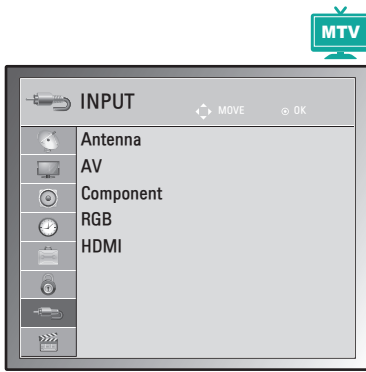 MTV
INPUT
MOVE
OK
Antenna
AV
Component
RGB
HDMI